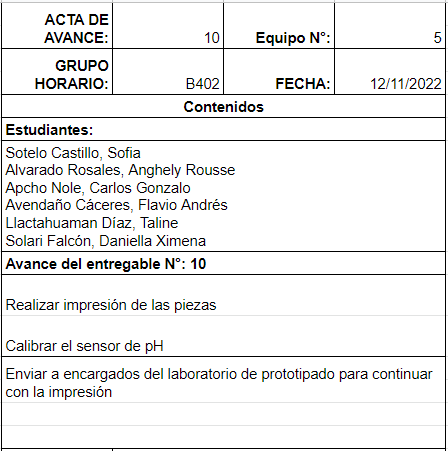 ACTA DE
AVANCE: 10 Equipo N°: 5
GRUPO
HORARIO: B402 FECHA: 12/11/2022
Contenidos
Estudiantes:
Sotelo Castillo, Sofia
Alvarado Rosales, Anghely Rousse
Apcho Nole, Carlos Gonzalo
Avendaño Cáceres, Flavio Andrés
Llactahuaman Díaz, Taline
Solari Falcón, Daniella Ximena
Avance del entregable N°: 10
Realizar impresión de las piezas
Calibrar el sensor de pH
Enviar a encargados del laboratorio de prototipado para continuar
con la impresión